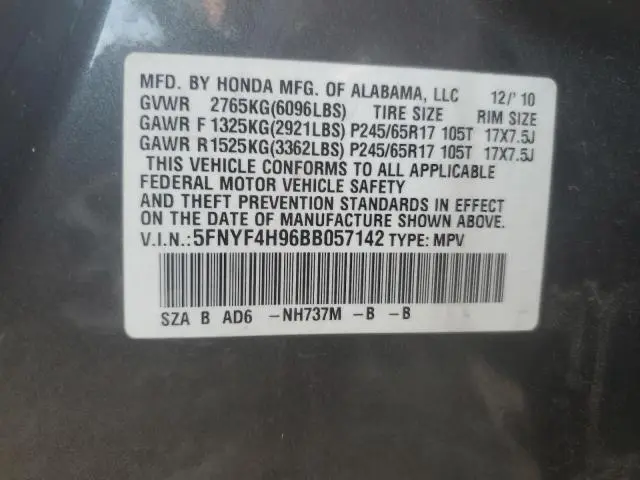 MFD. BY HONDA MFG. OF ALABAMA, LLC 12/'10
GVWR 2765KG(6096LBS) TIRE SIZE RIM SIZE
GAWR F 1325KG(2921LBS) P245/65R17 105T 17X7.5J
GAWR R 1525KG(3362LBS) P245/65R17 105T 17X7.5J
THIS VEHICLE CONFORMS TO ALL APPLICABLE
FEDERAL MOTOR VEHICLE SAFETY
AND THEFT PREVENTION STANDARDS IN EFFECT
ON THE DATE OF MANUFACTURE SHOWN ABOVE.
V.I.N.:5FNYF4H96BB057142 TYPE: MPV
SZA B AD6 -NH737M -B -B